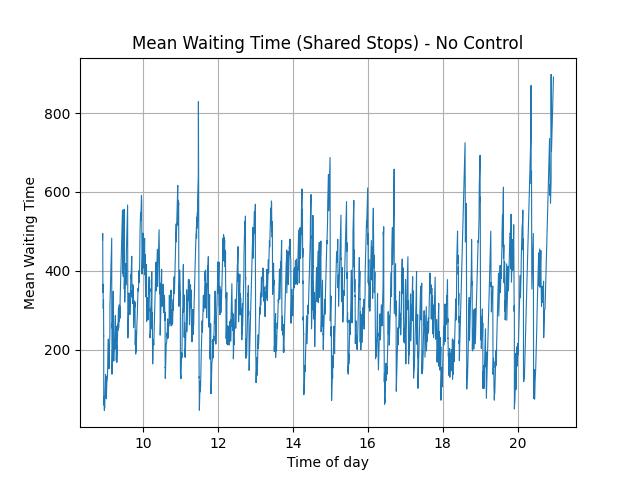 Mean Waiting Time (Shared Stops) - No Control
Mean Waiting Time
800
600
400
200
10 12 14 16 18 20
Time of day